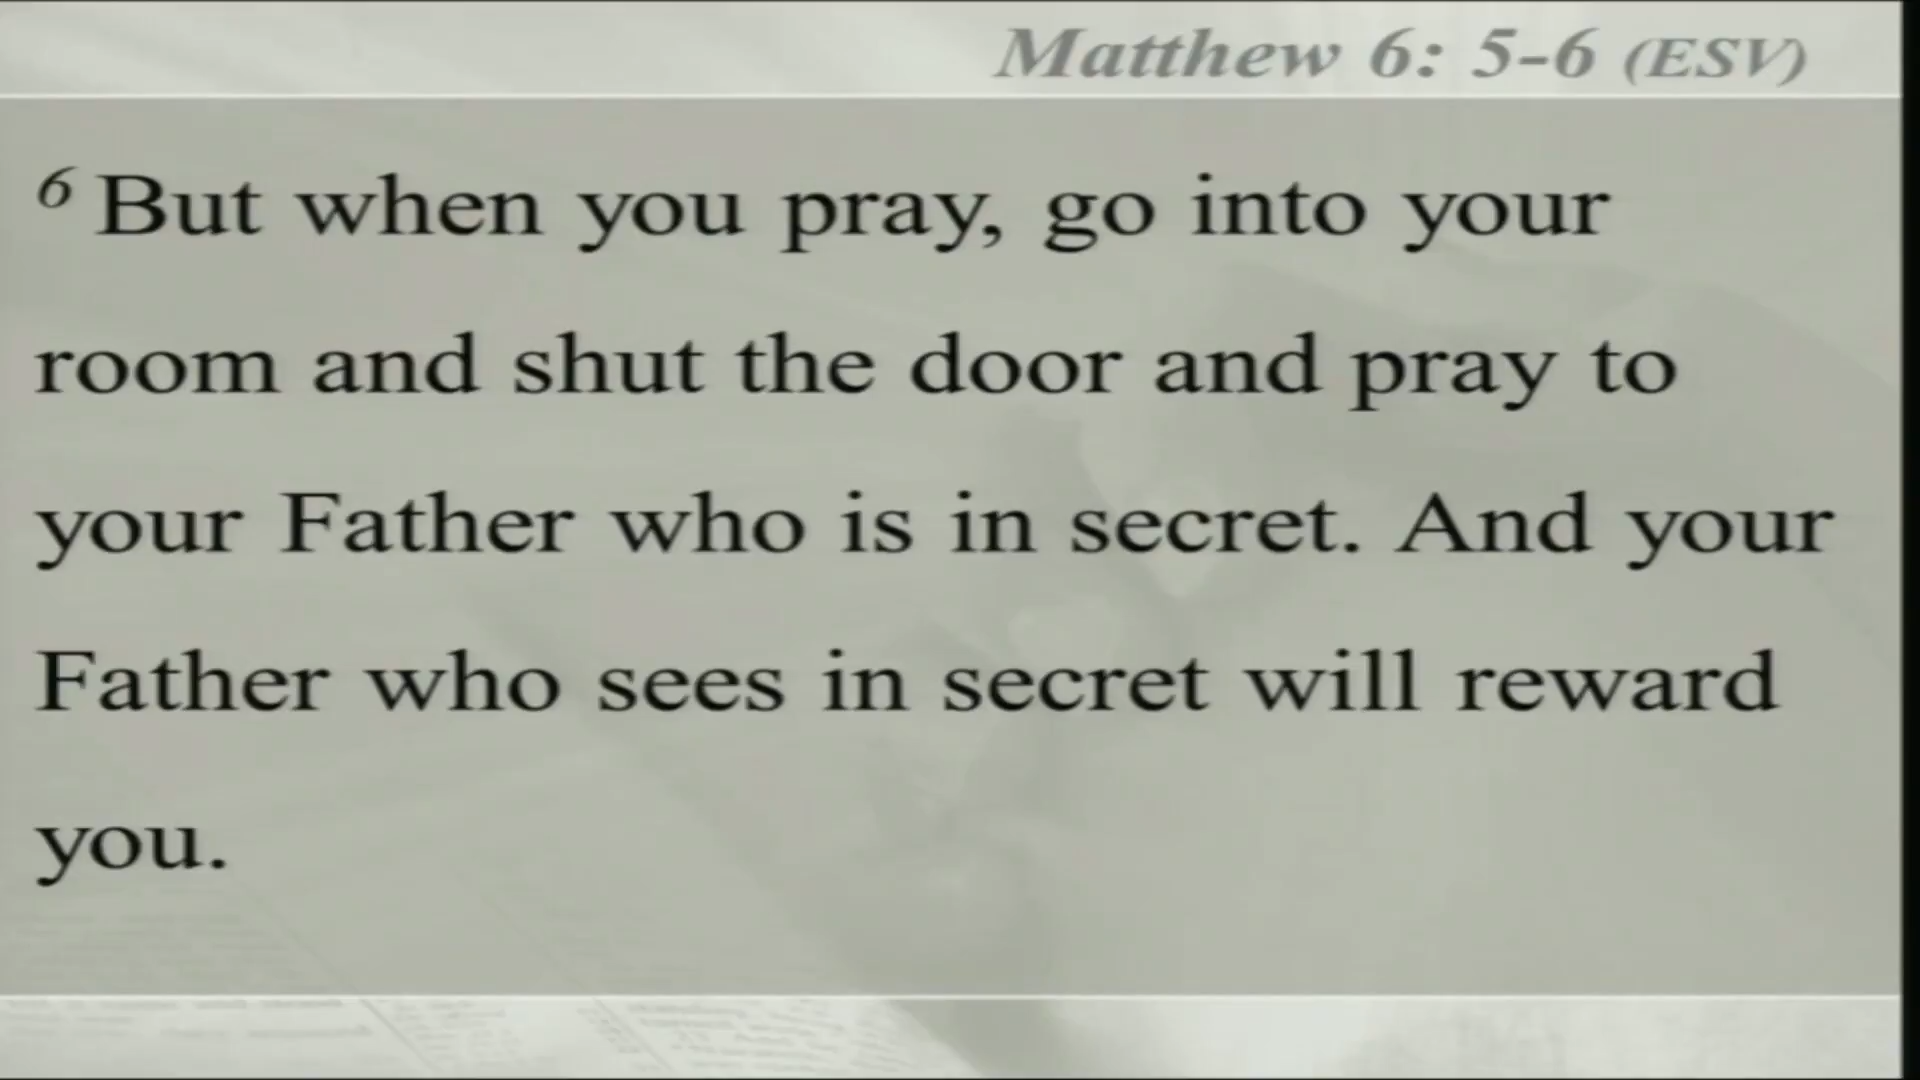 Matthew 6: 5-6 (ESV)
6 But when you pray, go into your
room and shut the door and pray to
your Father who is in secret. And your
Father who sees in secret will reward
you.